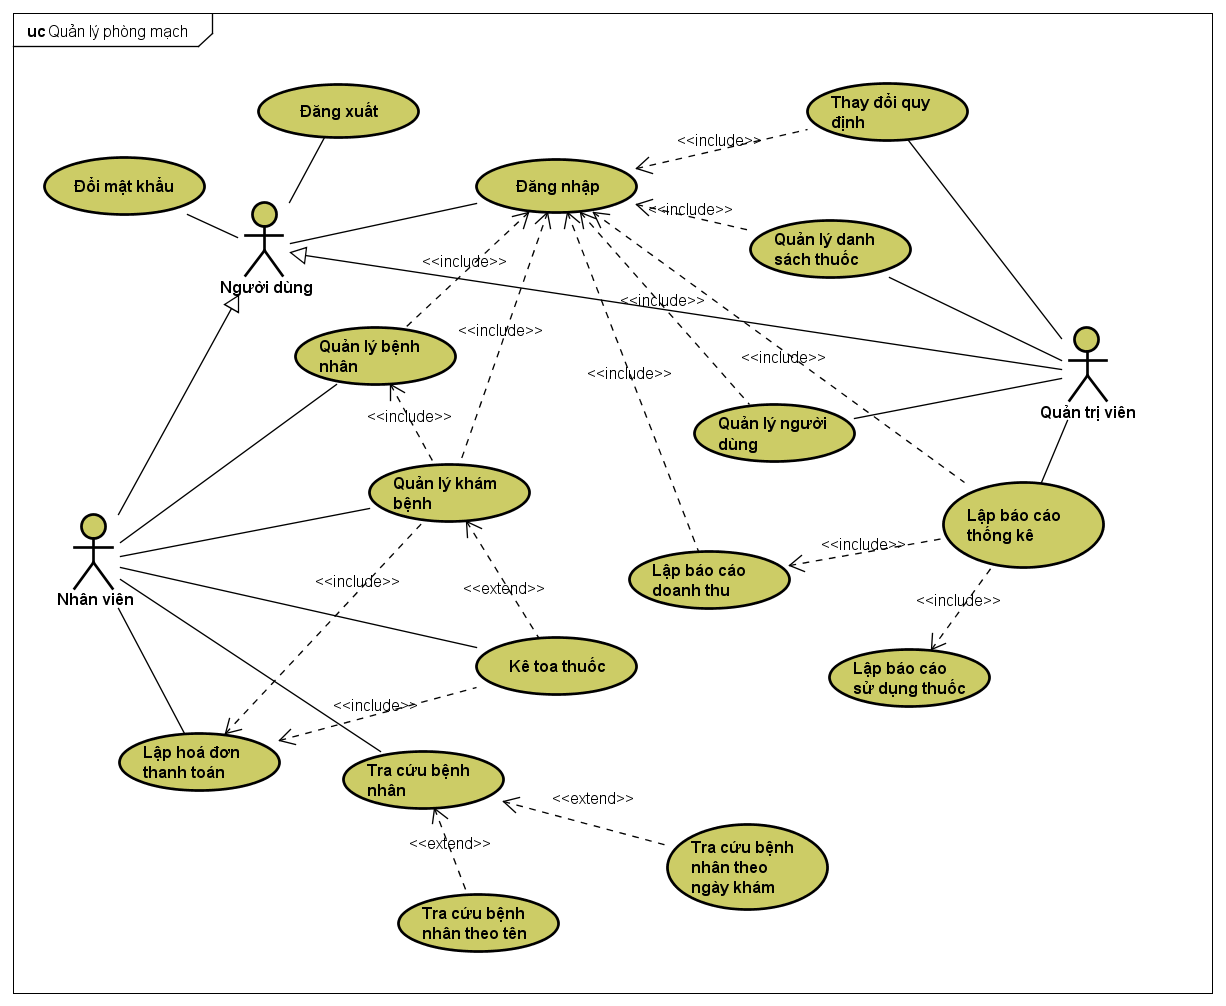 uc Quản lý phòng mạch
Đăng xuất
Thay đổi quy
định
<<include>>
Đổi mật khẩu
Đăng nhập
<<include>>
Quản lý danh
sách thuốc
<<include>>
Người dùng
<<include>>
<<include>>
Quản lý bệnh
nhân
<<include>>
<<include>>
Quản trị viên
<<include>>
Quản lý người
dùng
Quản lý khám
bệnh
Lập báo cáo
thống kê
<<include>>
Lập báo cáo
doanh thu
<<include>>
<<extend>>
Nhân viên
<<include>>
Kê toa thuốc
Lập báo cáo
sử dụng thuốc
<<include>>
Lập hoá đơn
thanh toán
Tra cứu bệnh
nhân
<<extend>>
<<extend>>
Tra cứu bệnh
nhân theo
ngày khám
Tra cứu bệnh
nhân theo tên